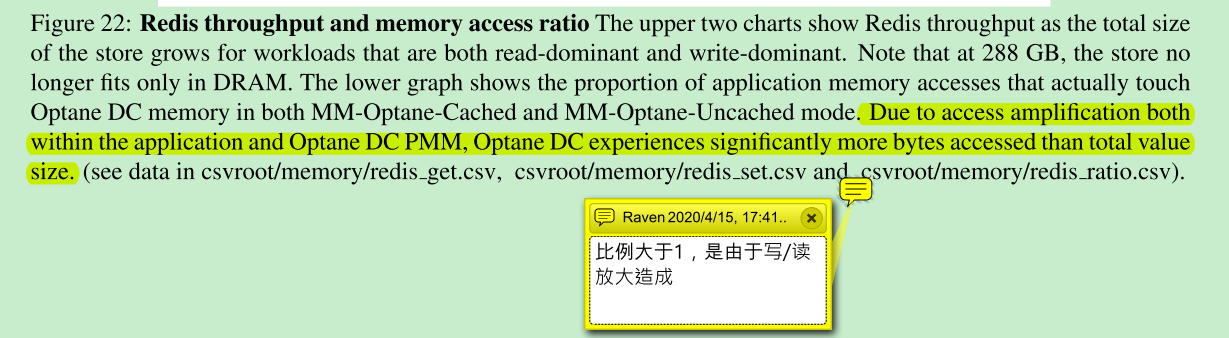 Figure 22: Redis throughput and memory access ratio The upper two charts show Redis throughput as the total size
of the store grows for workloads that are both read-dominant and write-dominant. Note that at 288 GB, the store no
longer fits only in DRAM. The lower graph shows the proportion of application memory accesses that actually touch
Optane DC memory in both MM-Optane-Cached and MM-Optane-Uncached mode. Due to access amplification both
within the application and Optane DC PMM, Optane DC experiences significantly more bytes accessed than total value
size. (see data in csvroot/memory/redis_get.csv, csvroot/memory/redis_set.csv and csvroot/memory/redis_ratio.csv).
Raven 2020/4/15, 17:41..
比例大于1，是由于写/读
放大造成